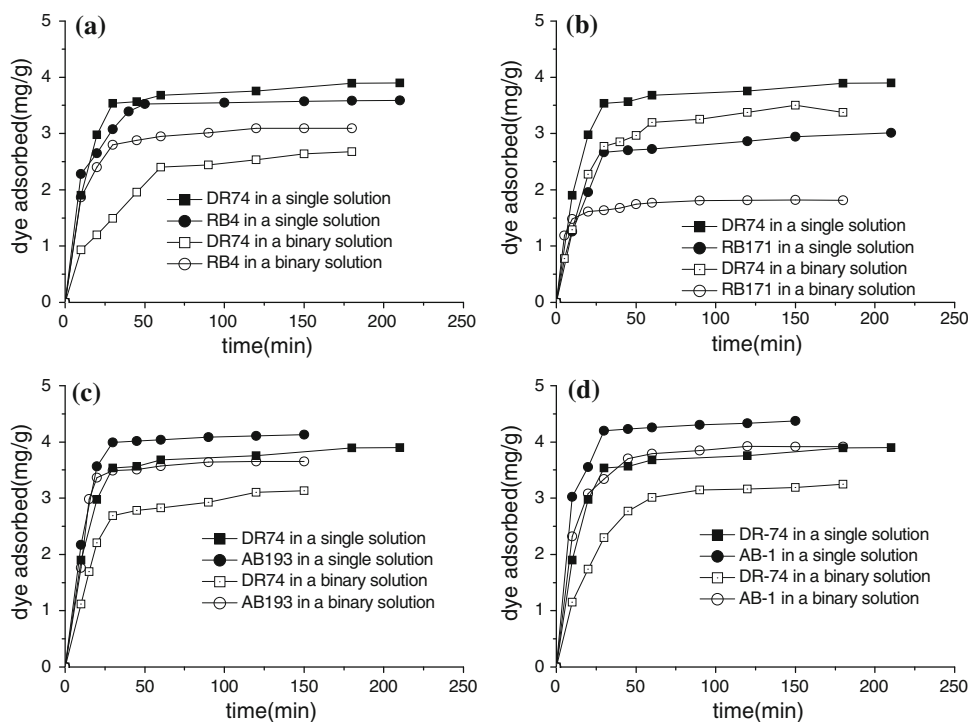 (a)
dye adsorbed(mg/g)
5
4
3
2
1
0
DR74 in a single solution
RB4 in a single solution
DR74 in a binary solution
RB4 in a binary solution
0 50 100 150 200 250
time(min)
(b)
dye adsorbed(mg/g)
5
4
3
2
1
0
DR74 in a single solution
RB171 in a single solution
DR74 in a binary solution
RB171 in a binary solution
0 50 100 150 200 250
time(min)
(c)
dye adsorbed(mg/g)
5
4
3
2
1
0
DR74 in a single solution
AB193 in a single solution
DR74 in a binary solution
AB193 in a binary solution
0 50 100 150 200 250
time(min)
(d)
dye adsorbed(mg/g)
5
4
3
2
1
0
DR-74 in a single solution
AB-1 in a single solution
DR-74 in a binary solution
AB-1 in a binary solution
0 50 100 150 200 250
time(min)